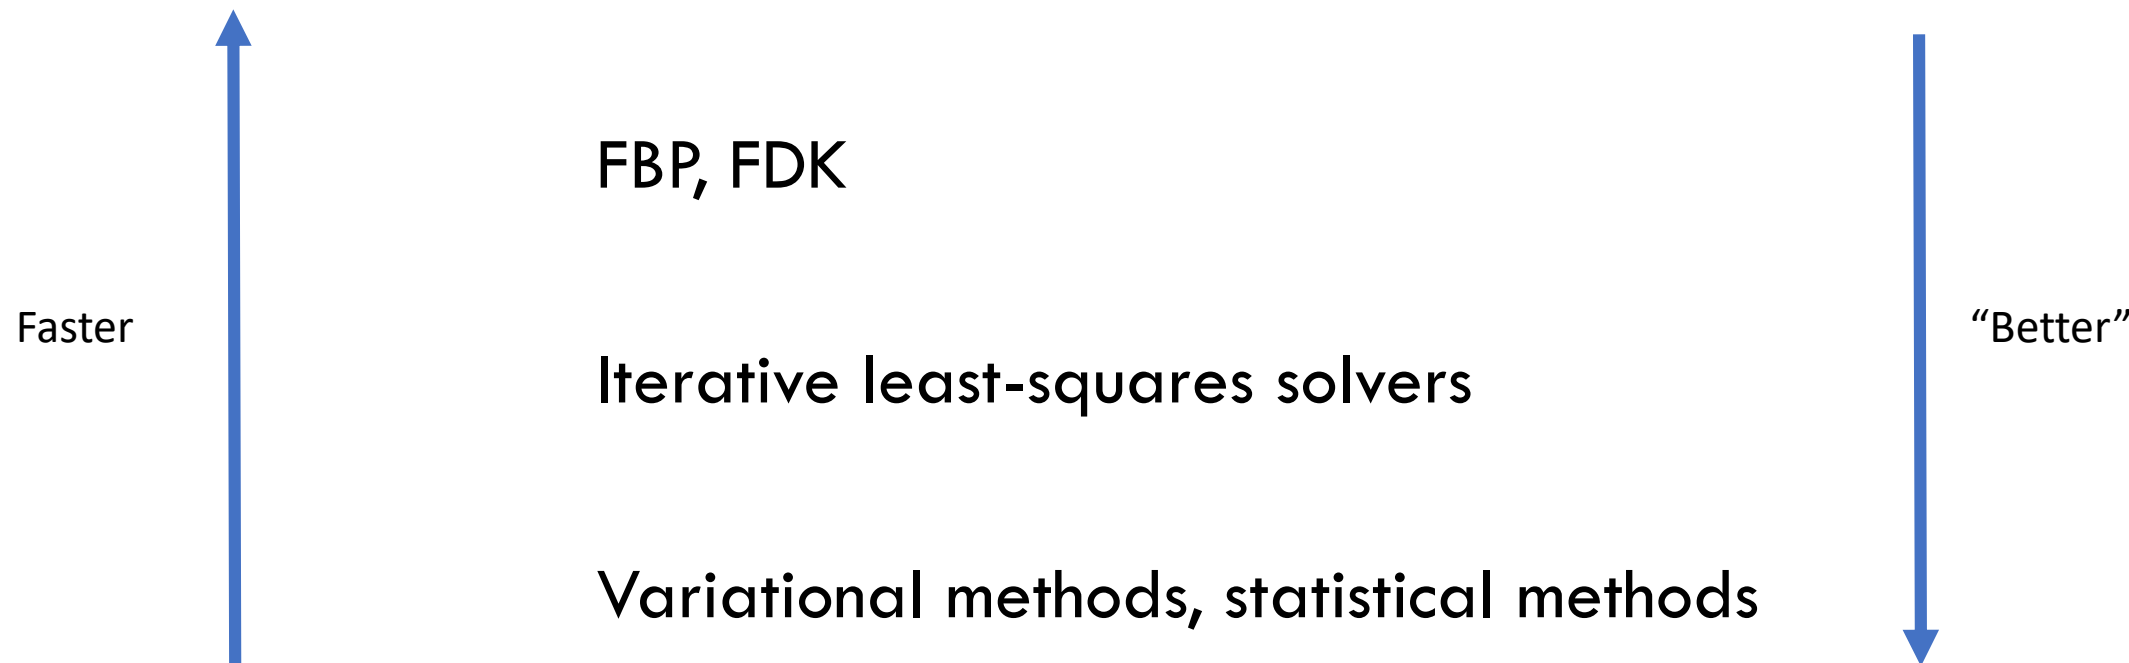 FBP, FDK
Faster
“Better”
Iterative least-squares solvers
Variational methods, statistical methods